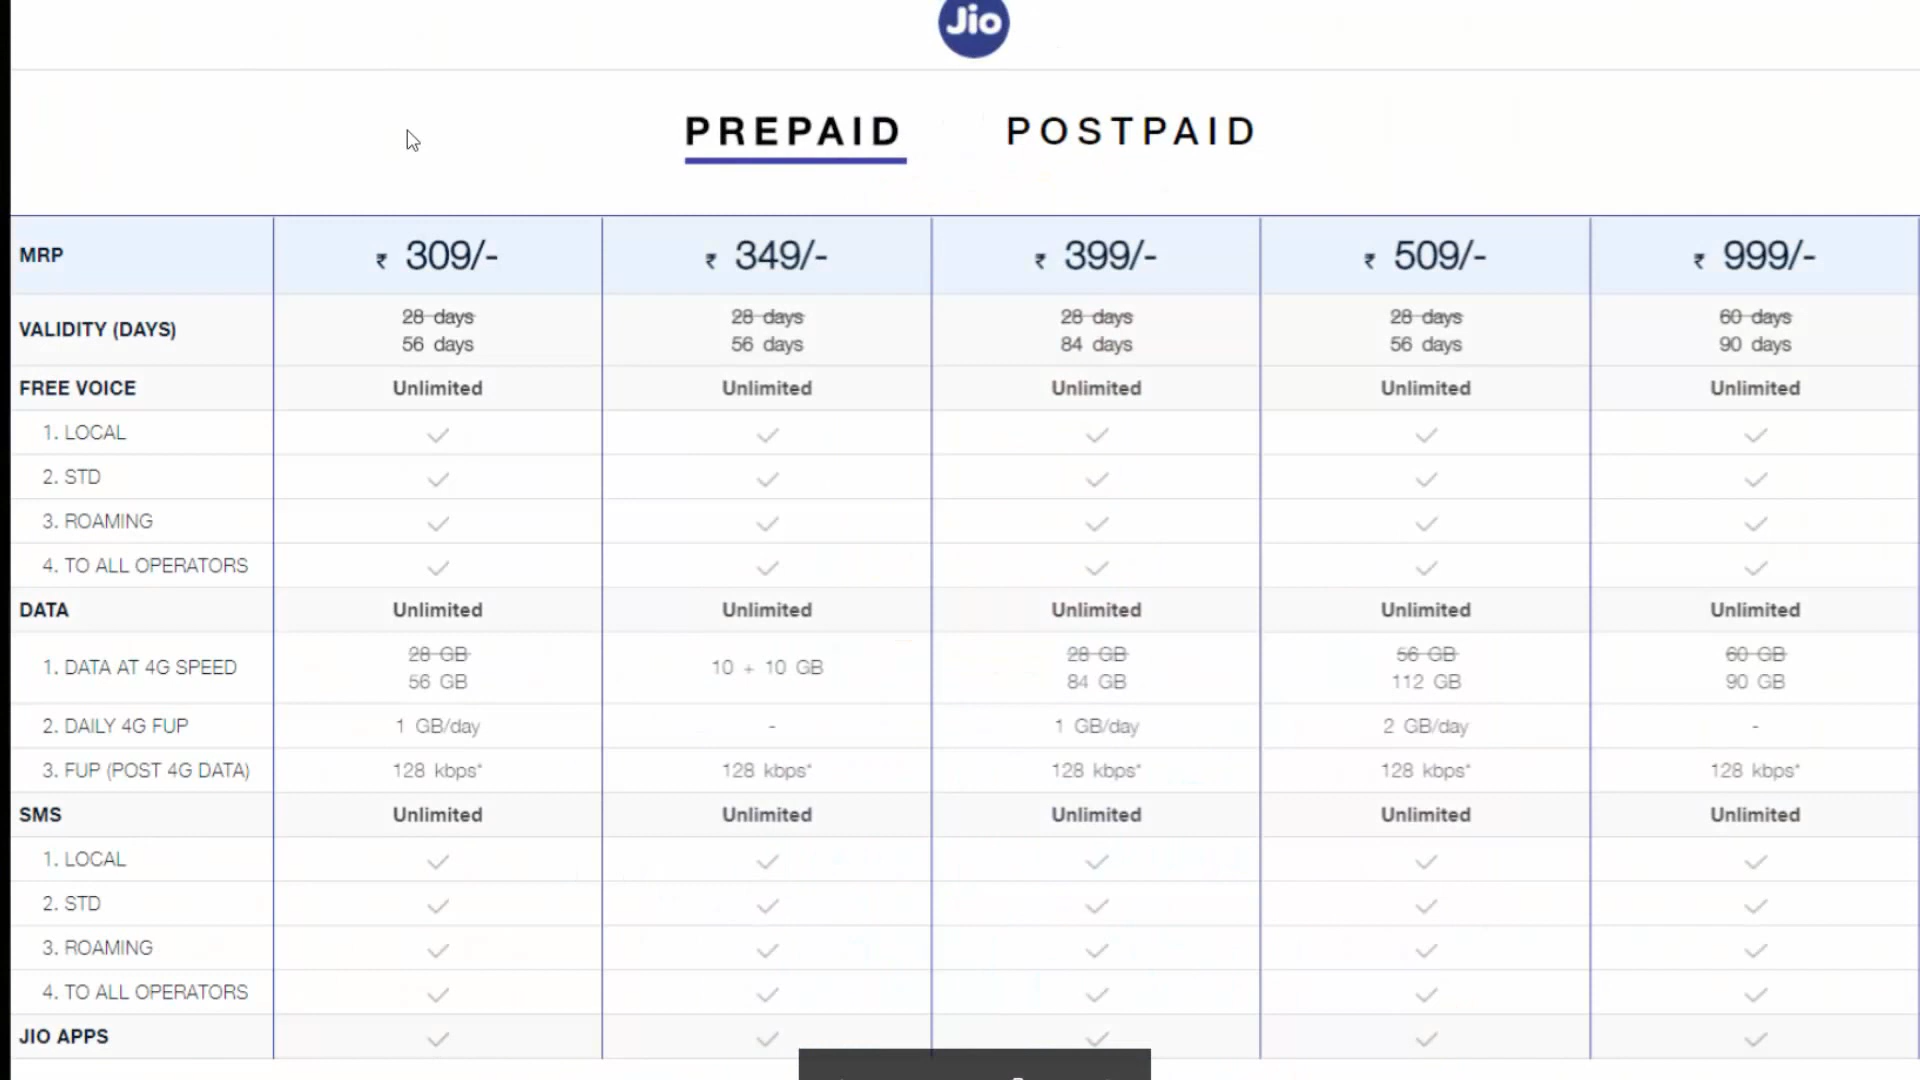 Jio
PREPAID POSTPAID
MRP ₹ 309/- ₹ 349/- ₹ 399/- ₹ 509/- ₹ 999/-
28 days 28 days 28 days 28 days 60 days
VALIDITY (DAYS)
56 days 56 days 84 days 56 days 90 days
FREE VOICE Unlimited Unlimited Unlimited Unlimited Unlimited
1. LOCAL
2. STD
3. ROAMING
4. TO ALL OPERATORS
DATA Unlimited Unlimited Unlimited Unlimited Unlimited
28 GB 28 GB 56 GB 60 GB
1. DATA AT 4G SPEED 10 + 10 GB
56 GB 84 GB 112 GB 90 GB
2. DAILY 4G FUP 1 GB/day - 1 GB/day 2 GB/day -
3. FUP (POST 4G DATA) 128 kbps* 128 kbps* 128 kbps* 128 kbps* 128 kbps*
SMS Unlimited Unlimited Unlimited Unlimited Unlimited
1. LOCAL
2. STD
3. ROAMING
4. TO ALL OPERATORS
JIO APPS